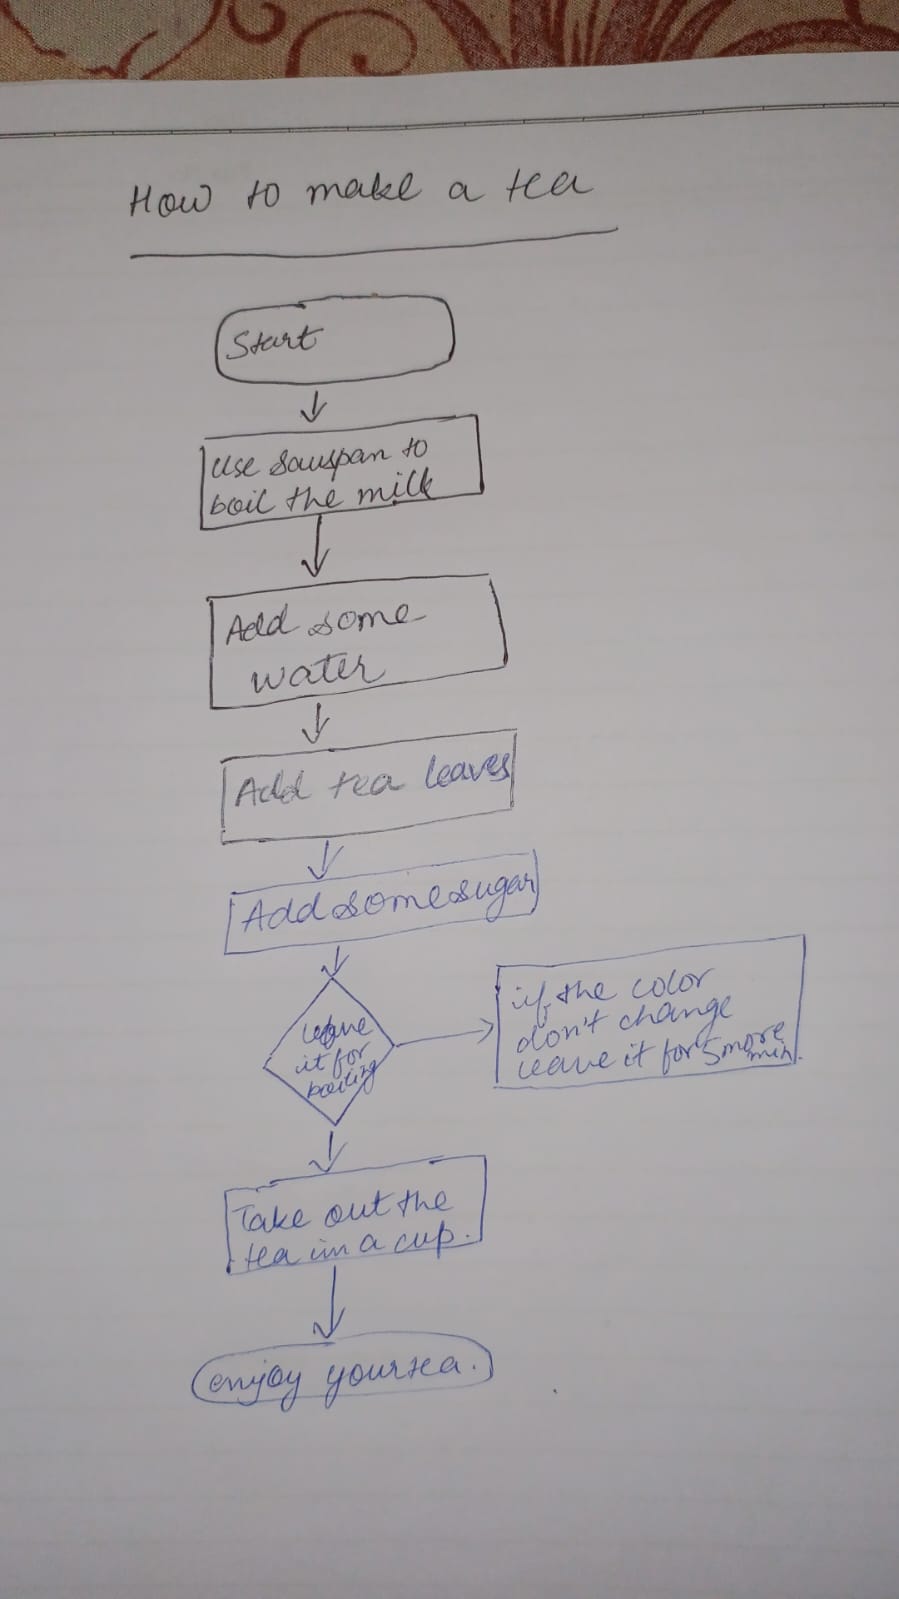 How to make a tea
Start
Use sauspan to
boil the milk
Add some
water
Add tea leaves
Add some sugar
leave
it for
boiling
if the color
don't change
leave it for 5 more
min.
Take out the
tea in a cup.
enjoy your tea.